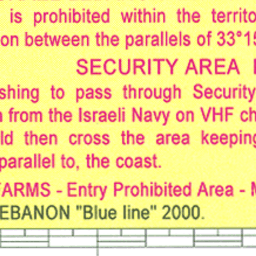 is prohibited within the territo
on between the parallels of 33°15
SECURITY AREA
shing to pass through Security
from the Israeli Navy on VHF ch
ld then cross the area keeping
parallel to, the coast.
FARMS - Entry Prohibited Area -
EBANON "Blue line" 2000.